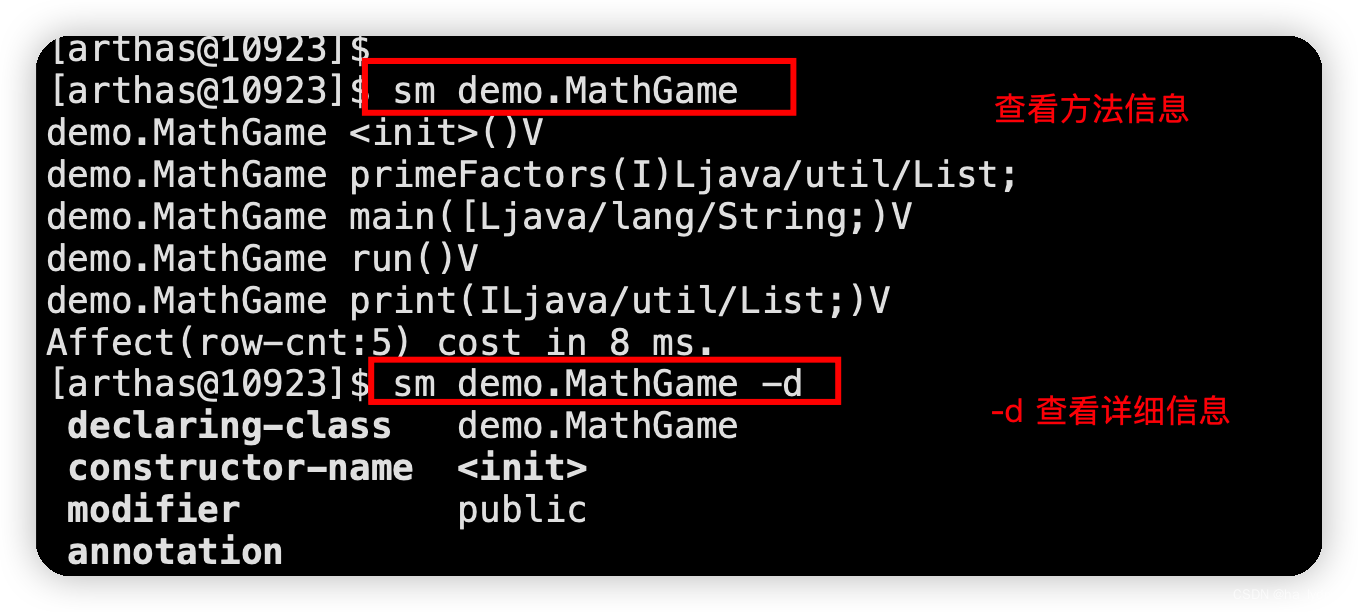 [arthas@10923]$
[arthas@10923]$ sm demo.MathGame
查看方法信息
demo.MathGame <init>()V
demo.MathGame primeFactors(I)Ljava/util/List;
demo.MathGame main([Ljava/lang/String;)V
demo.MathGame run()V
demo.MathGame print(ILjava/util/List;)V
Affect(row-cnt:5) cost in 8 ms.
[arthas@10923]$ sm demo.MathGame -d
-d 查看详细信息
declaring-class demo.MathGame
constructor-name <init>
modifier public
annotation